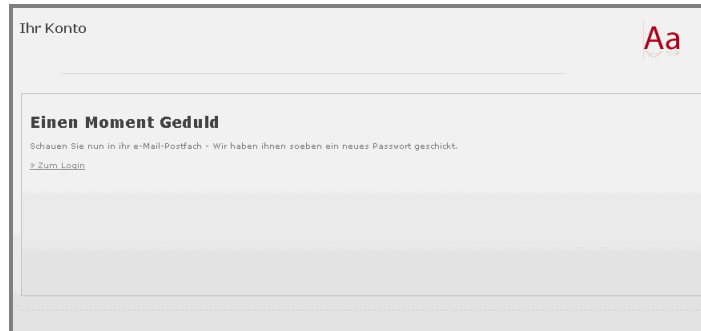 Ihr Konto
Aa
Einen Moment Geduld
Schauen Sie nun in ihr e-Mail-Postfach - Wir haben ihnen soeben ein neues Passwort geschickt.
» Zum Login